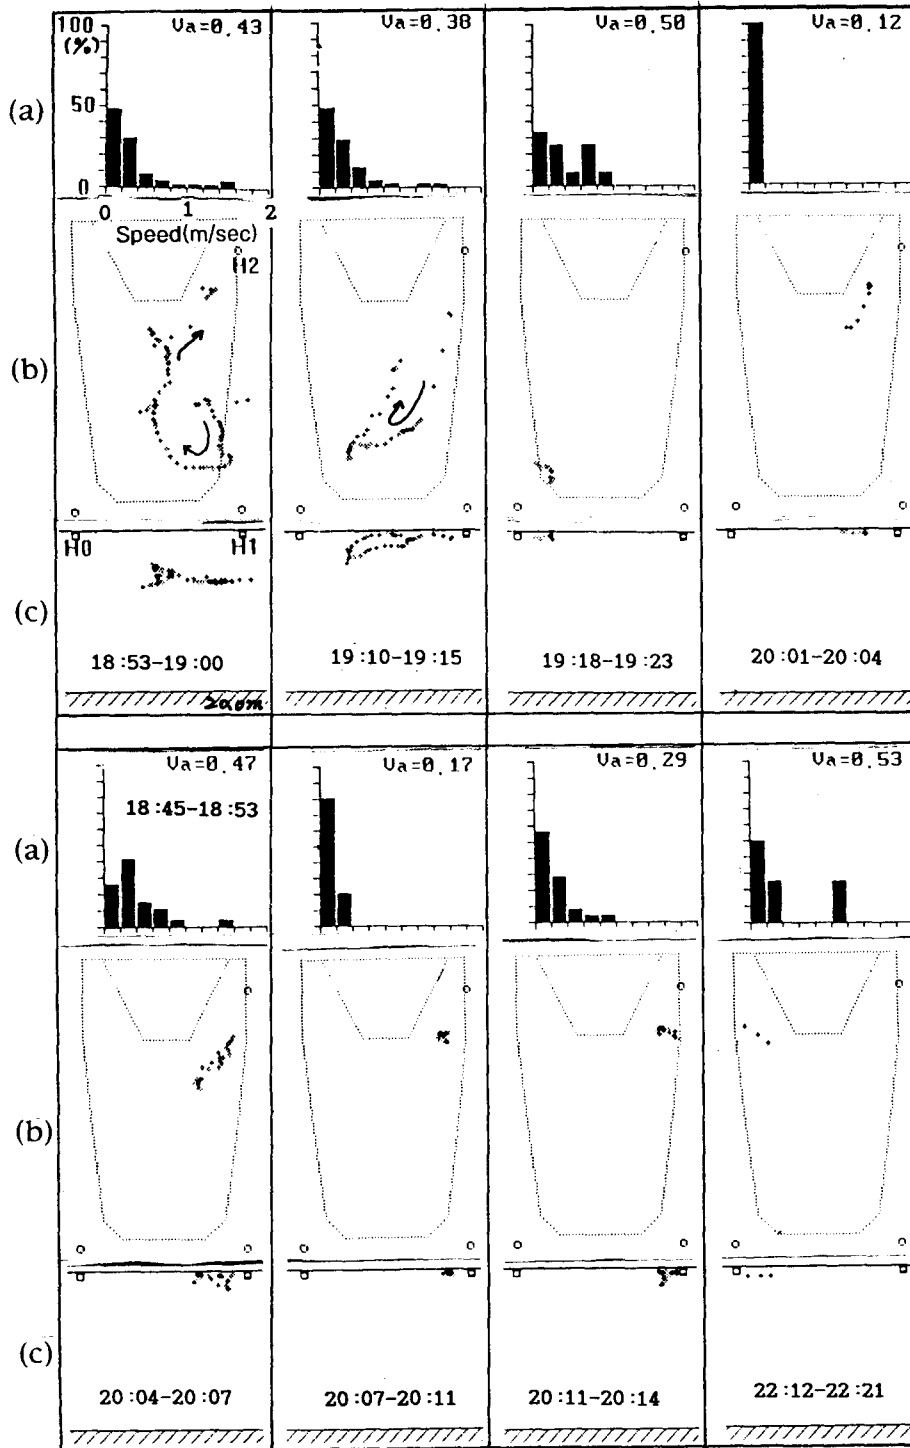 100
(%)
50
0
Va=0.43
Va=0.38
Va=0.50
Va=0.12
(a)
0
1
2
Speed(m/sec)
H2
(b)
H0
H1
(c)
18:53-19:00
19:10-19:15
19:18-19:23
20:01-20:04
Va=0.47
18:45-18:53
Va=0.17
Va=0.29
Va=0.53
(a)
(b)
(c)
20:04-20:07
20:07-20:11
20:11-20:14
22:12-22:21